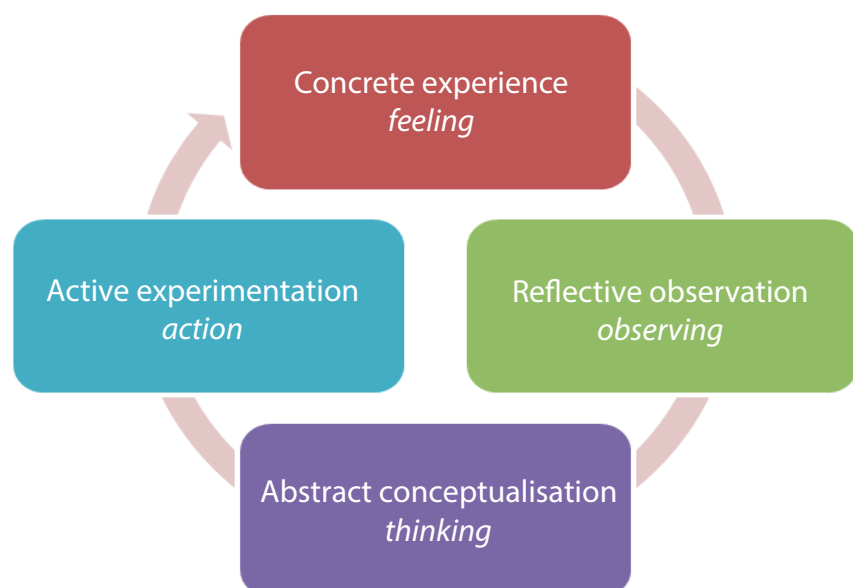 Concrete experience
feeling
Reflective observation
observing
Abstract conceptualisation
thinking
Active experimentation
action